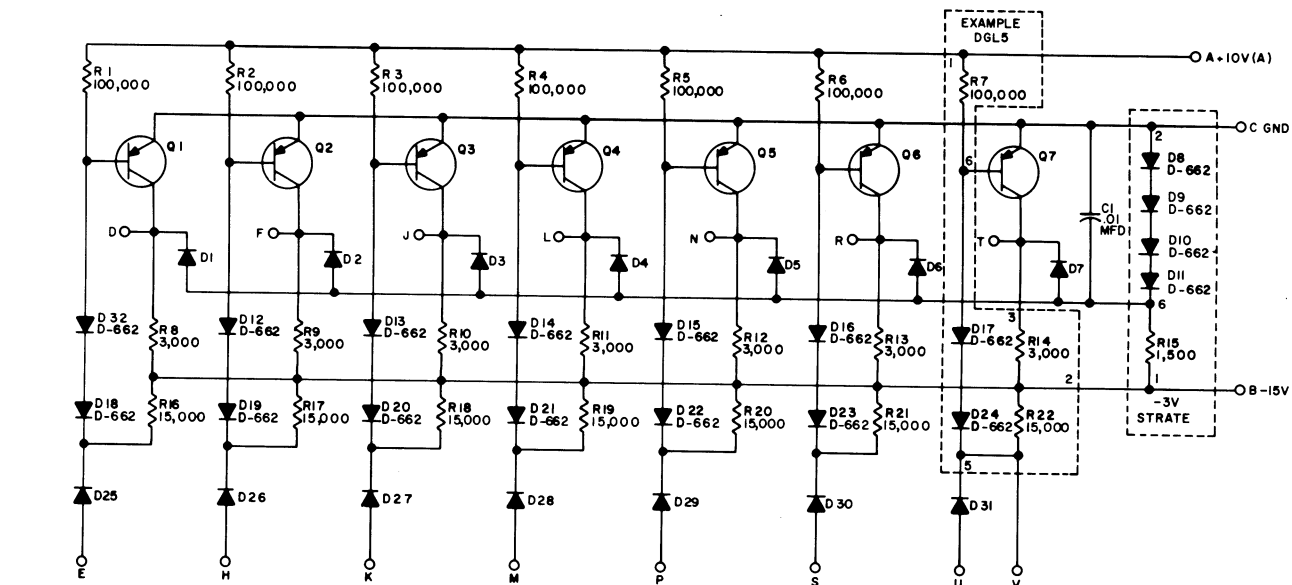 EXAMPLE
DGL5
A+10V(A)
1
R1
100,000
R2
100,000
R3
100,000
R4
100,000
R5
100,000
R6
100,000
R7
100,000
C GND
2
Q1
Q2
Q3
Q4
Q5
Q6
6
Q7
D8
D-662
D9
D-662
C1
.01
MFD
D10
D-662
D11
D-662
D
F
J
L
N
R
T
D1
D2
D3
D4
D5
D6
D7
6
3
D32
D-662
R8
3,000
D12
D-662
R9
3,000
D13
D-662
R10
3,000
D14
D-662
R11
3,000
D15
D-662
R12
3,000
D16
D-662
R13
3,000
D17
D-662
R14
3,000
R15
1,500
2
1
B-15V
D18
D-662
R16
15,000
D19
D-662
R17
15,000
D20
D-662
R18
15,000
D21
D-662
R19
15,000
D22
D-662
R20
15,000
D23
D-662
R21
15,000
D24
D-662
R22
15,000
-3V
STRATE
5
D25
D26
D27
D28
D29
D30
D31
E
H
K
M
P
S
U
V